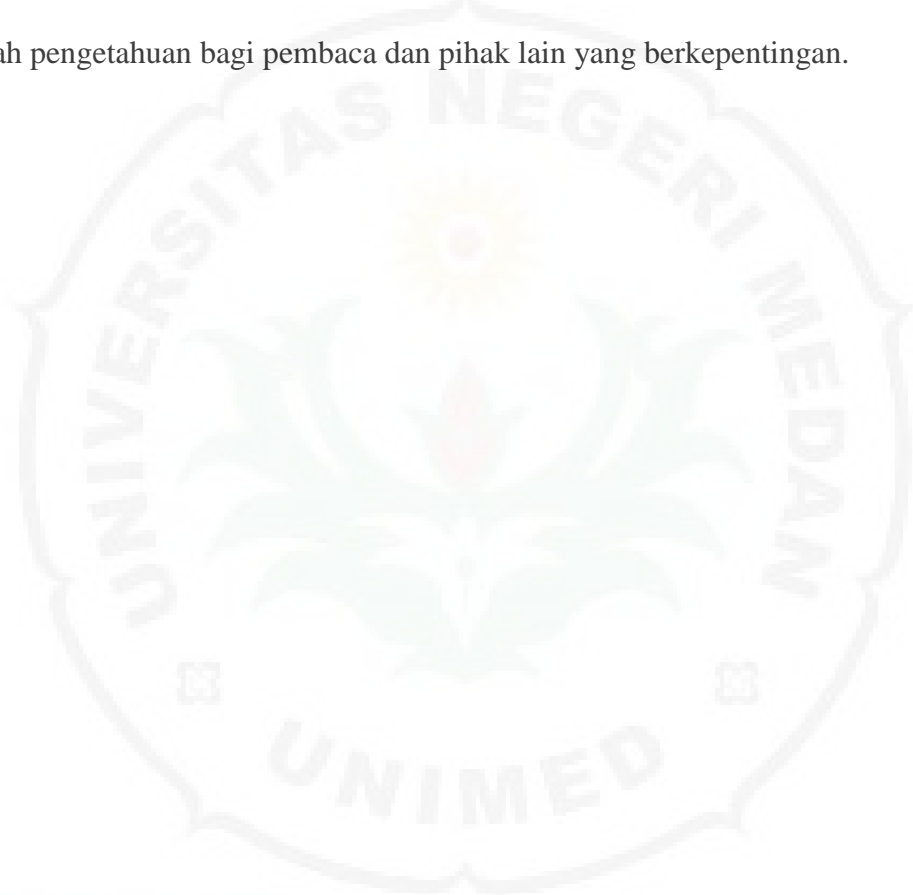 ah pengetahuan bagi pembaca dan pihak lain yang berkepentingan.
UNIVERSITAS NEGERI MEDAN
UNIMED